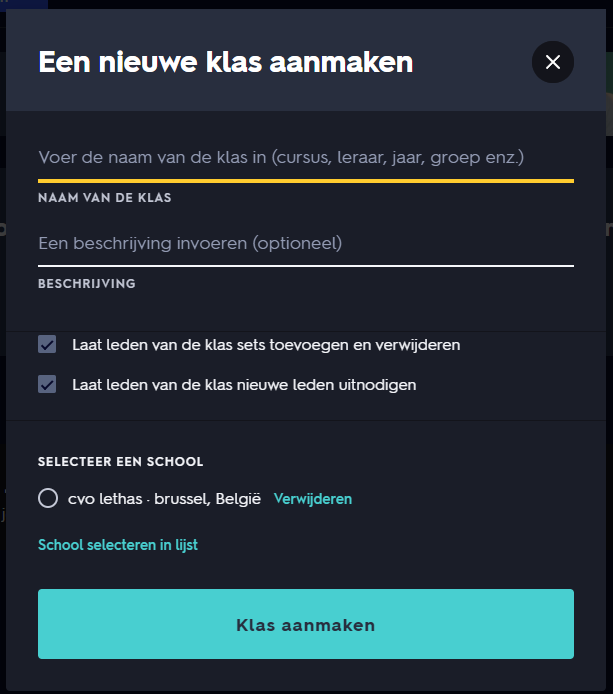 Een nieuwe klas aanmaken
Voer de naam van de klas in (cursus, leraar, jaar, groep enz.)
NAAM VAN DE KLAS
Een beschrijving invoeren (optioneel)
BESCHRIJVING
Laat leden van de klas sets toevoegen en verwijderen
Laat leden van de klas nieuwe leden uitnodigen
SELECTEER EEN SCHOOL
cvo lethas · brussel, België Verwijderen
School selecteren in lijst
Klas aanmaken